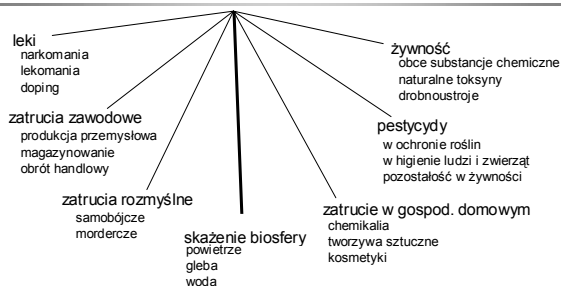 leki
narkomania
lekomania
doping
zatrucia zawodowe
produkcja przemysłowa
magazynowanie
obrót handlowy
zatrucia rozmyślne
samobójcze
mordercze
skażenie biosfery
powietrze
gleba
woda
zatrucie w gospod. domowym
chemikalia
tworzywa sztuczne
kosmetyki
pestycydy
w ochronie roślin
w higienie ludzi i zwierząt
pozostałość w żywności
żywność
obce substancje chemiczne
naturalne toksyny
drobnoustroje